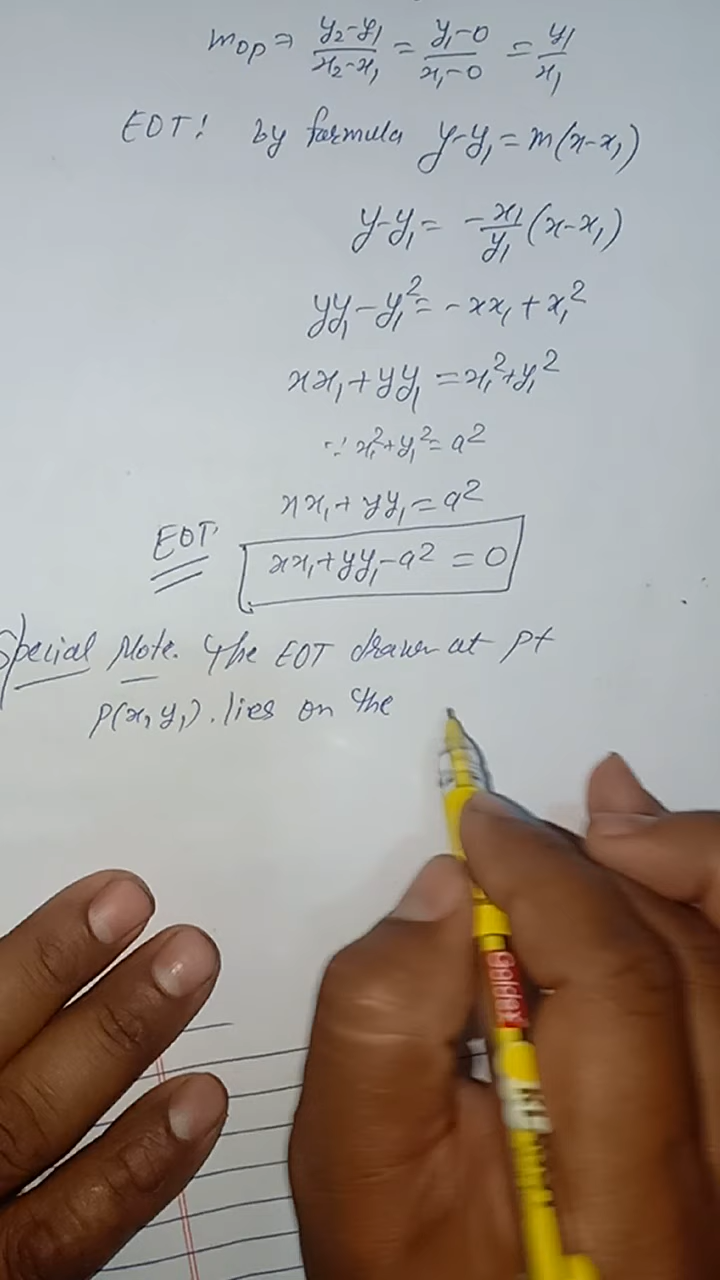 m_OP ⇒ (y₂-y₁)/(x₂-x₁) = (y₁-0)/(x₁-0) = y₁/x₁
EOT! by formula y-y₁ = m(x-x₁)
y-y₁ = -x₁/y₁ (x-x₁)
yy₁ - y₁² = -xx₁ + x₁²
xx₁ + yy₁ = x₁² + y₁²
∵ x₁² + y₁² = a²
xx₁ + yy₁ = a²
EOT xx₁ + yy₁ - a² = 0
Special Note. The EOT drawn at pt
P(x₁, y₁). lies on the